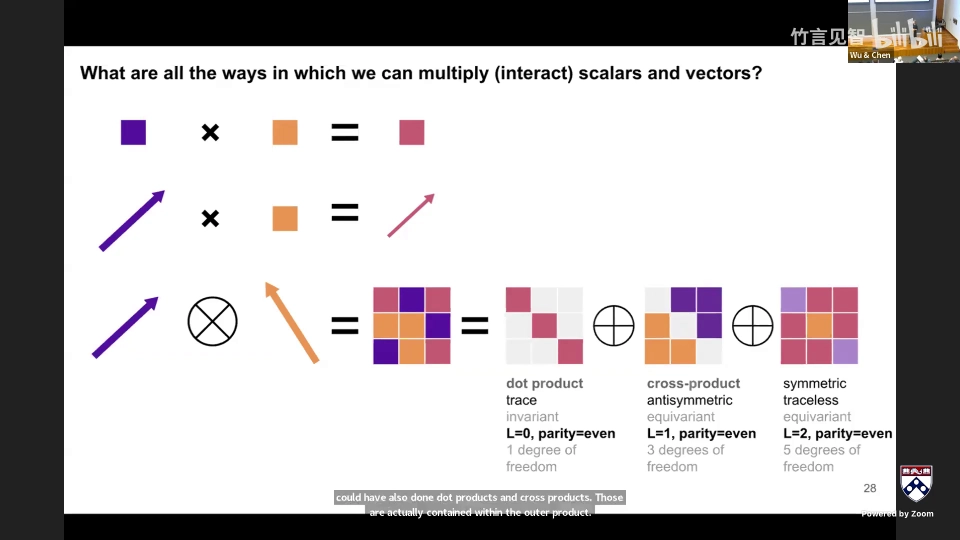 竹言见智
bilibili
Wu & Chen
What are all the ways in which we can multiply (interact) scalars and vectors?
dot product
trace
invariant
L=0, parity=even
1 degree of
freedom
cross-product
antisymmetric
equivariant
L=1, parity=even
3 degrees of
freedom
symmetric
traceless
equivariant
L=2, parity=even
5 degrees of
freedom
28
could have also done dot products and cross products. Those
are actually contained within the outer product.
Powered by Zoom